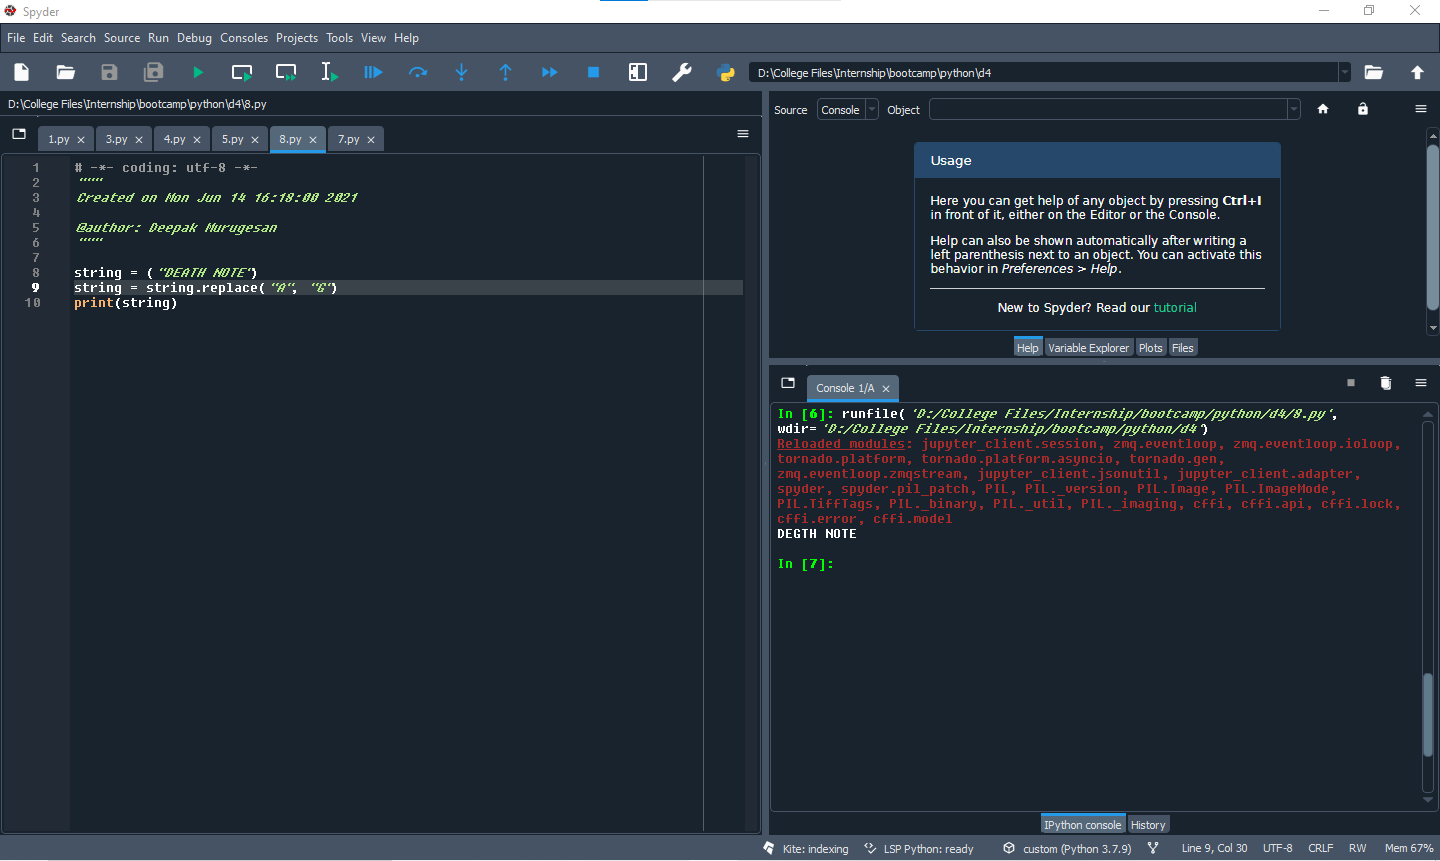 Spyder
File Edit Search Source Run Debug Consoles Projects Tools View Help
D:\College Files\Internship\bootcamp\python\d4
D:\College Files\Internship\bootcamp\python\d4\8.py
1.py 3.py 4.py 5.py 8.py 7.py
1 # -*- coding: utf-8 -*-
2 """
3 Created on Mon Jun 14 16:18:00 2021
4
5 @author: Deepak Murugesan
6 """
7
8 string = ("DEATH NOTE")
9 string = string.replace("A", "G")
10 print(string)
Source Console Object
Usage
Here you can get help of any object by pressing Ctrl+I
in front of it, either on the Editor or the Console.
Help can also be shown automatically after writing a
left parenthesis next to an object. You can activate this
behavior in Preferences > Help.
New to Spyder? Read our tutorial
Help Variable Explorer Plots Files
Console 1/A
In [6]: runfile('D:/College Files/Internship/bootcamp/python/d4/8.py',
wdir='D:/College Files/Internship/bootcamp/python/d4')
Reloaded modules: jupyter_client.session, zmq.eventloop, zmq.eventloop.ioloop,
tornado.platform, tornado.platform.asyncio, tornado.gen,
zmq.eventloop.zmqstream, jupyter_client.jsonutil, jupyter_client.adapter,
spyder, spyder.pil_patch, PIL, PIL._version, PIL.Image, PIL.ImageMode,
PIL.TiffTags, PIL._binary, PIL._util, PIL._imaging, cffi, cffi.api, cffi.lock,
cffi.error, cffi.model
DEGTH NOTE
In [7]:
IPython console History
Kite: indexing LSP Python: ready custom (Python 3.7.9) Line 9, Col 30 UTF-8 CRLF RW Mem 67%